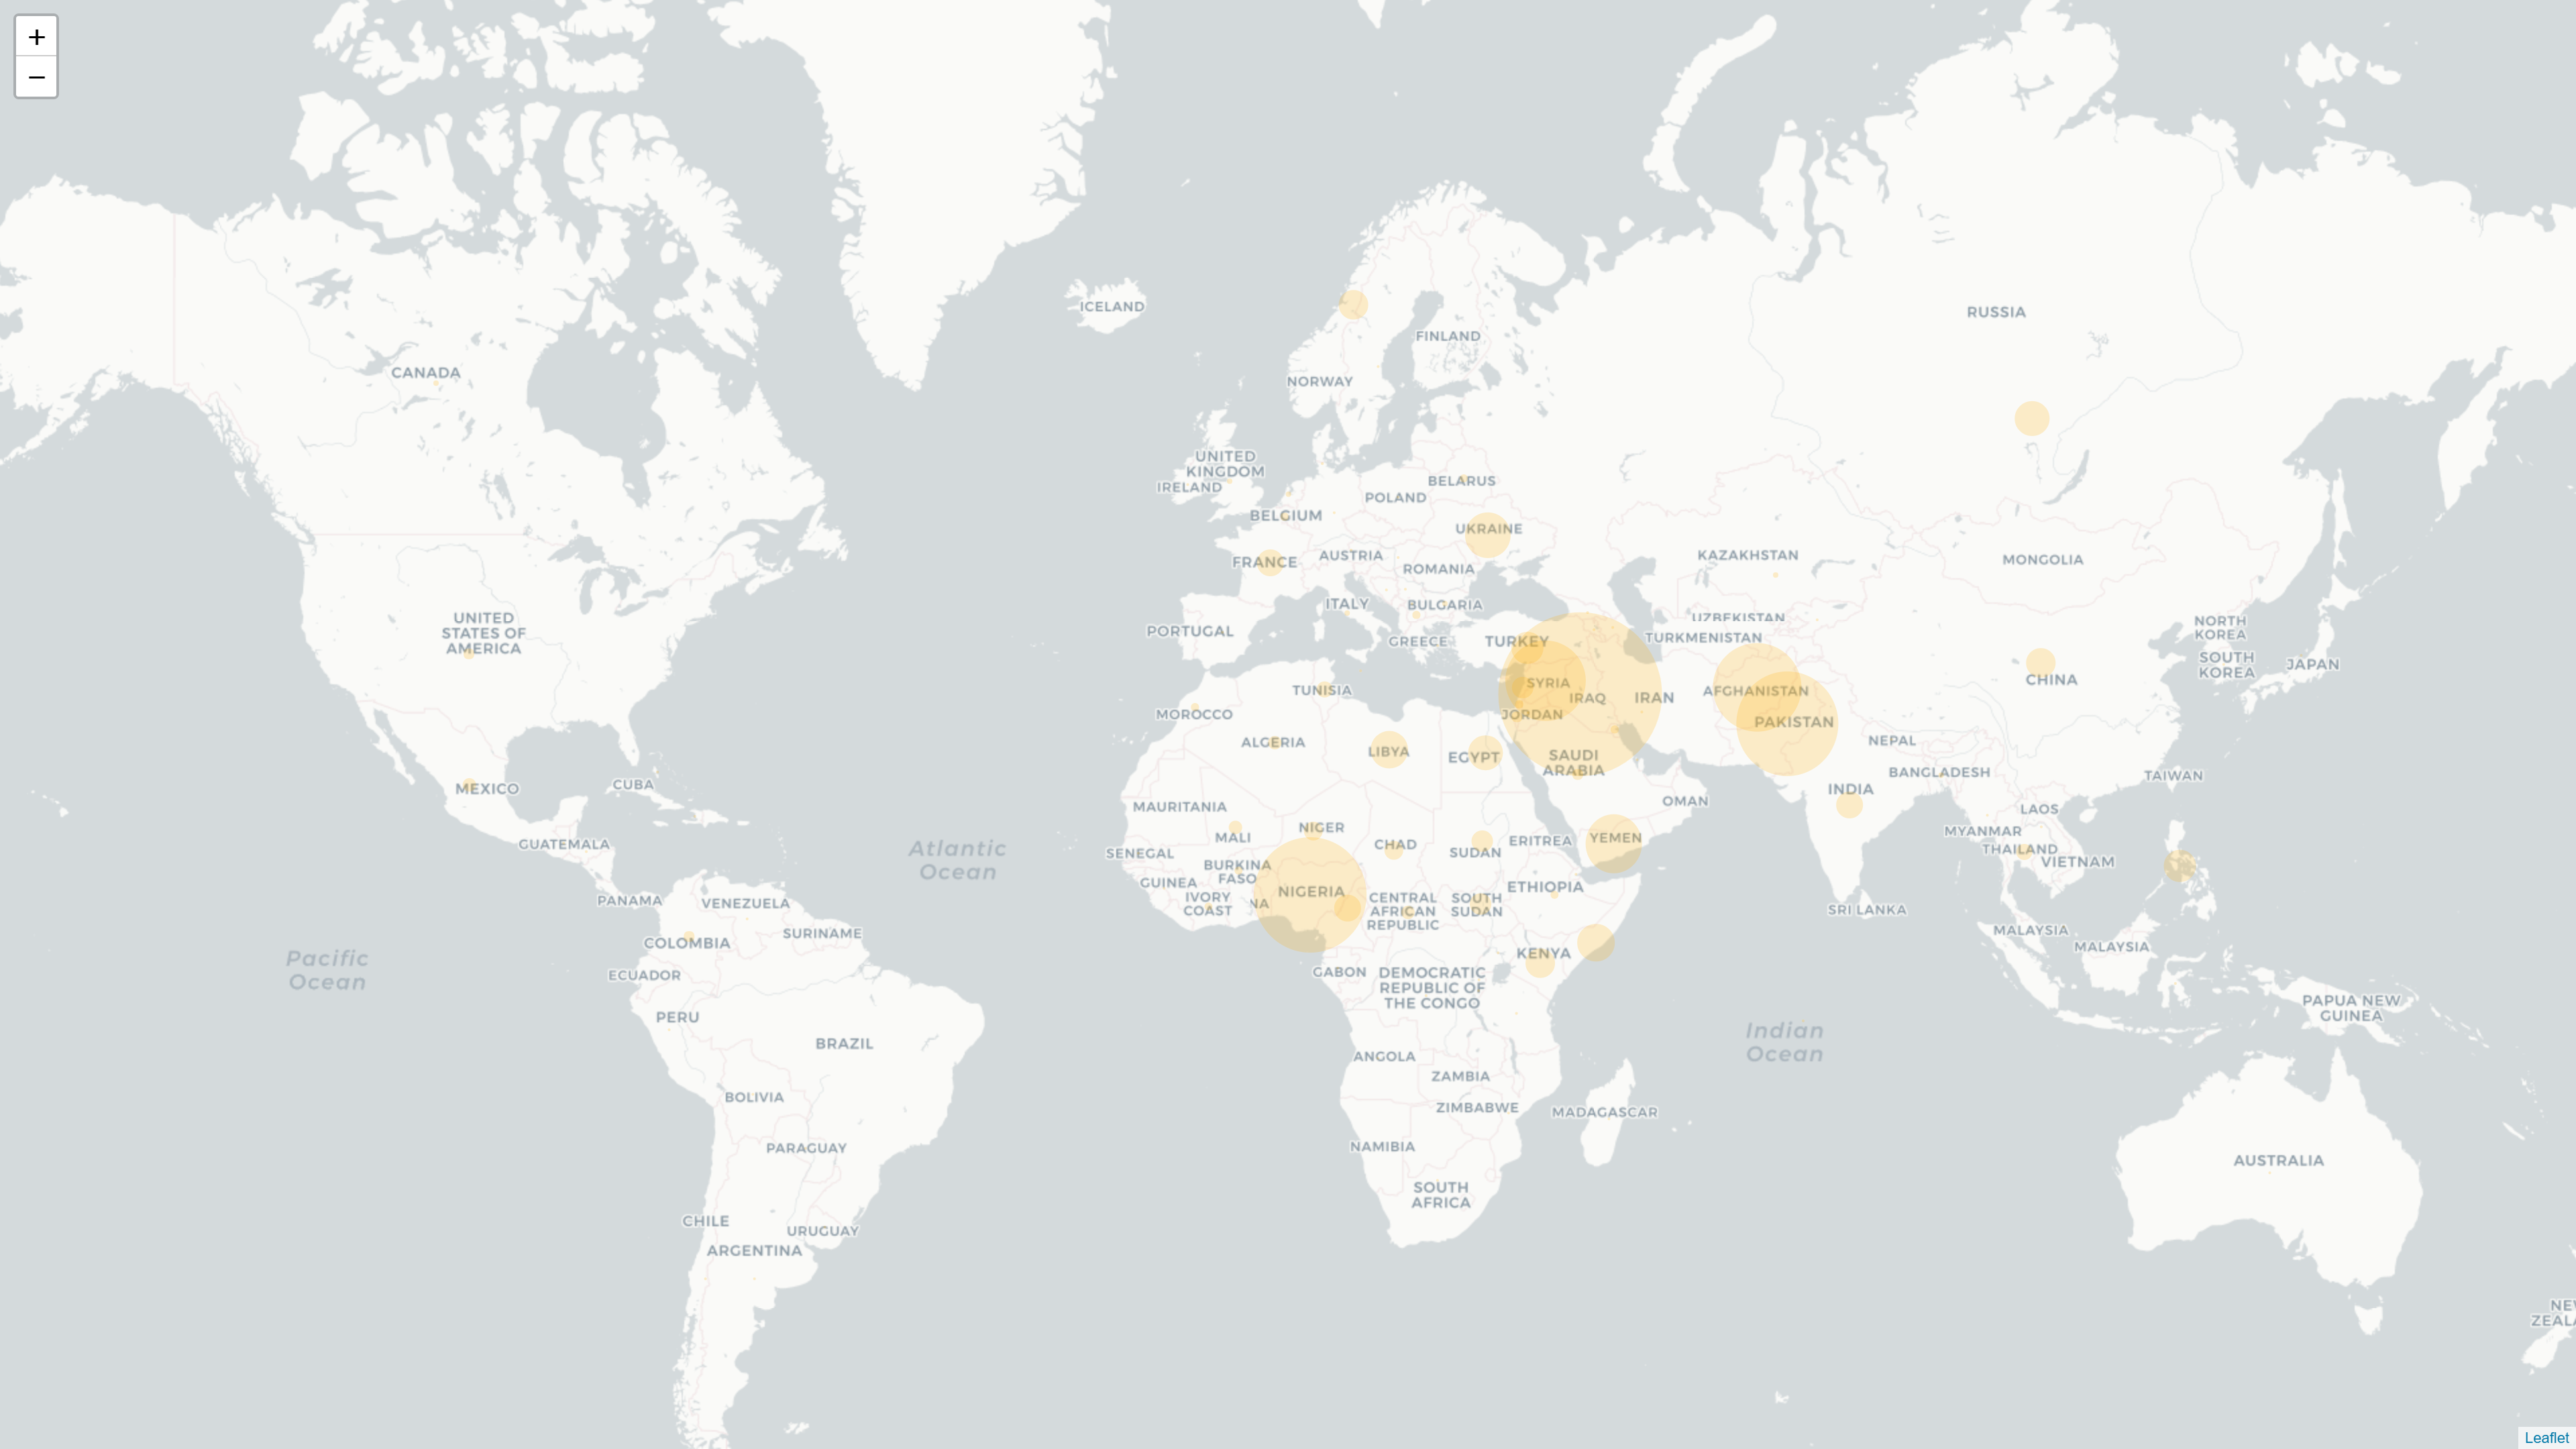 +
−
ICELAND
RUSSIA
FINLAND
CANADA
NORWAY
UNITED
KINGDOM
IRELAND
BELARUS
POLAND
BELGIUM
UKRAINE
FRANCE
AUSTRIA
ROMANIA
KAZAKHSTAN
MONGOLIA
ITALY
BULGARIA
UNITED
STATES OF
AMERICA
UZBEKISTAN
NORTH
KOREA
PORTUGAL
GREECE
TURKEY
TURKMENISTAN
SOUTH
KOREA
JAPAN
CHINA
TUNISIA
SYRIA
IRAQ
IRAN
AFGHANISTAN
MOROCCO
JORDAN
PAKISTAN
ALGERIA
LIBYA
EGYPT
SAUDI
ARABIA
NEPAL
BANGLADESH
TAIWAN
MEXICO
CUBA
INDIA
MAURITANIA
OMAN
LAOS
GUATEMALA
Atlantic
Ocean
MALI
NIGER
CHAD
SUDAN
ERITREA
YEMEN
MYANMAR
THAILAND
VIETNAM
SENEGAL
BURKINA
FASO
GUINEA
IVORY
COAST
NA
NIGERIA
CENTRAL
AFRICAN
REPUBLIC
SOUTH
SUDAN
ETHIOPIA
PANAMA
VENEZUELA
SRI LANKA
SURINAME
COLOMBIA
MALAYSIA
MALAYSIA
KENYA
Pacific
Ocean
ECUADOR
GABON
DEMOCRATIC
REPUBLIC OF
THE CONGO
PAPUA NEW
GUINEA
PERU
BRAZIL
Indian
Ocean
ANGOLA
ZAMBIA
BOLIVIA
ZIMBABWE
MADAGASCAR
PARAGUAY
NAMIBIA
AUSTRALIA
SOUTH
AFRICA
CHILE
URUGUAY
ARGENTINA
NEW
ZEALA
Leaflet